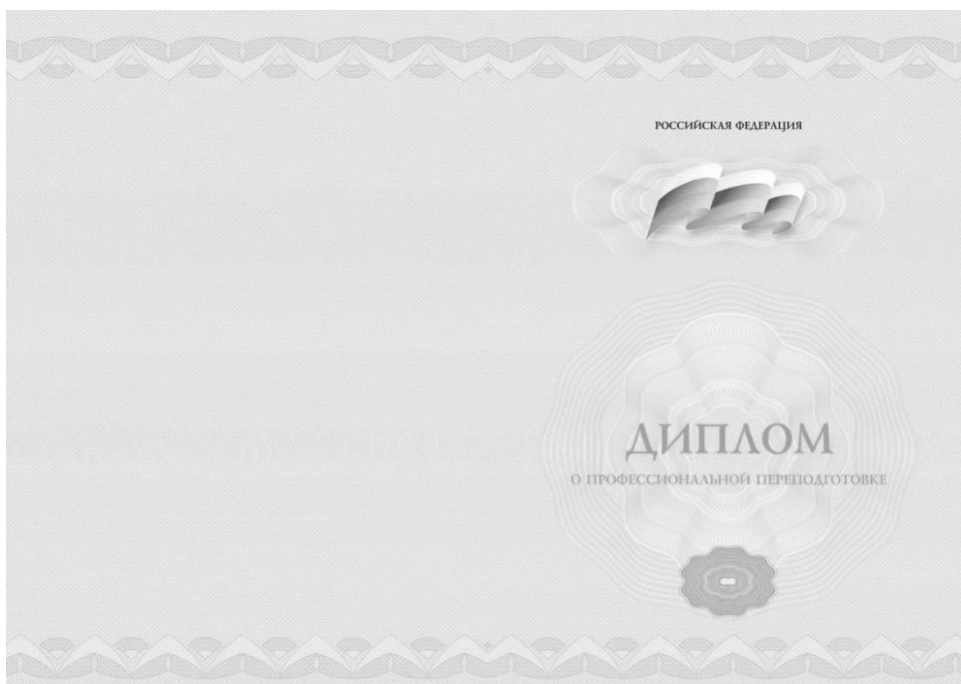 РОССИЙСКАЯ ФЕДЕРАЦИЯ
ДИПЛОМ
О ПРОФЕССИОНАЛЬНОЙ ПЕРЕПОДГОТОВКЕ